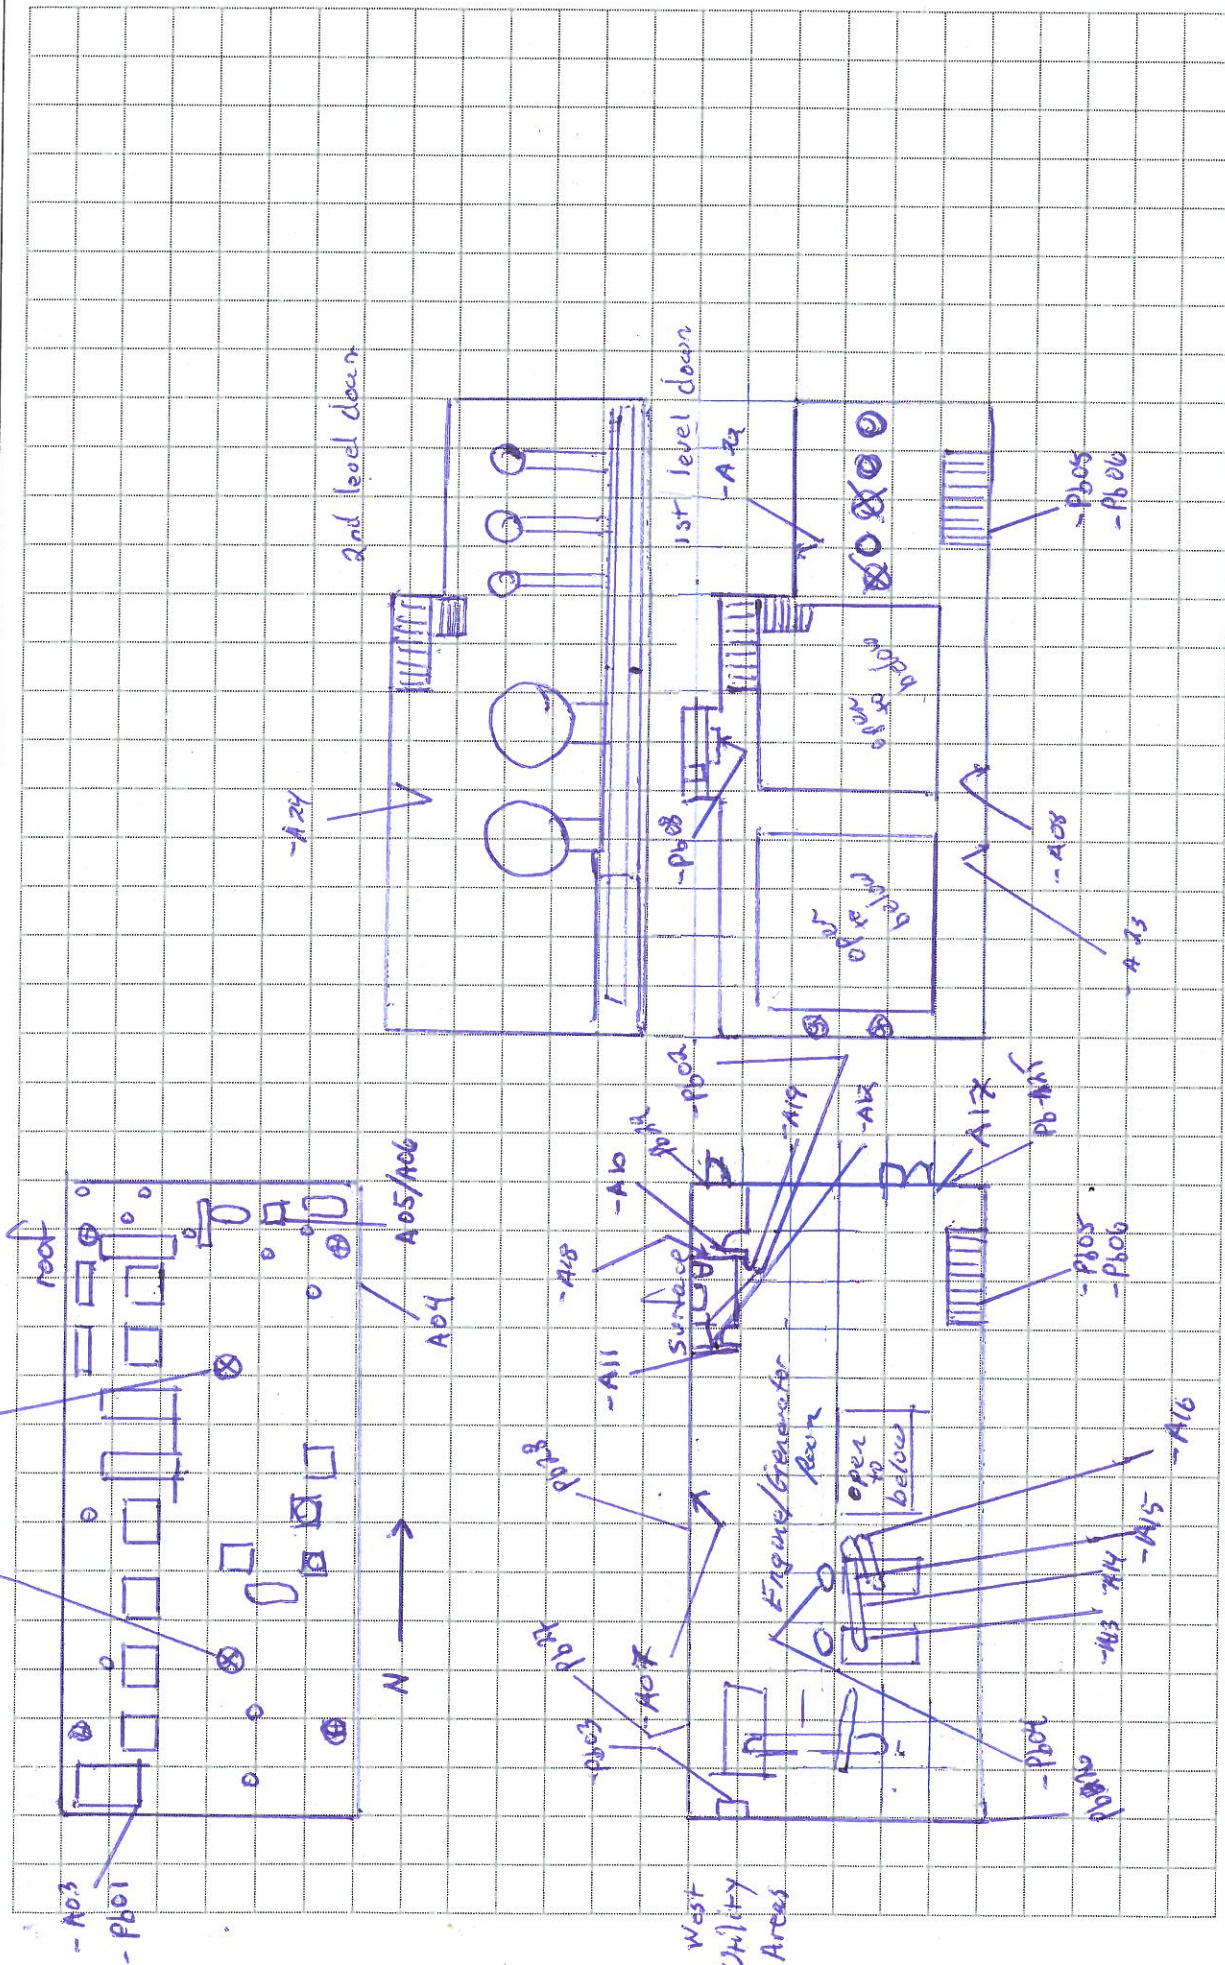 roof
-A03
-Pb01
A04
A05/A06
N
2nd level down
-A24
1st level down
-A22
-Pb08
open
to
below
open
to
below
-A08
-A23
-Pb05
-Pb06
West
Utility
Areas
surface
-Pb03
Pb27
-A07
Pb28
-A11
-A18
-A10
-Pb02
-A19
-A12
Engine/Generator
Room
open
to
below
A17
-Pb05
-Pb06
-A16
-A15
-A14
-A13
-Pb04